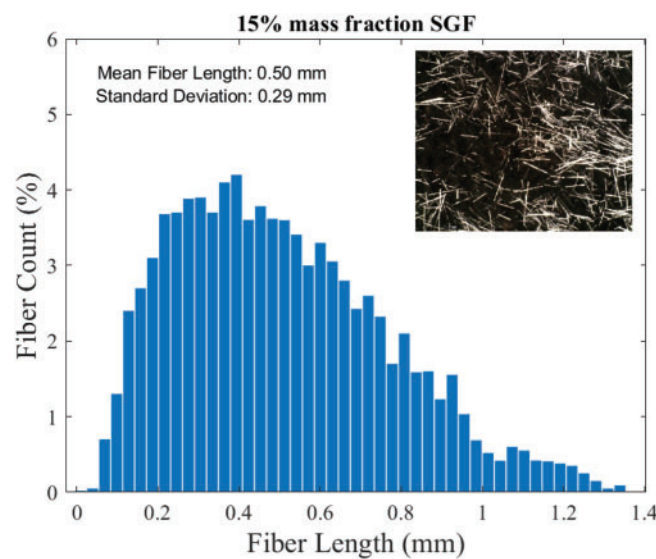 15% mass fraction SGF
Mean Fiber Length: 0.50 mm
Standard Deviation: 0.29 mm
Fiber Count (%)
6
5
4
3
2
1
0
0 0.2 0.4 0.6 0.8 1 1.2 1.4
Fiber Length (mm)